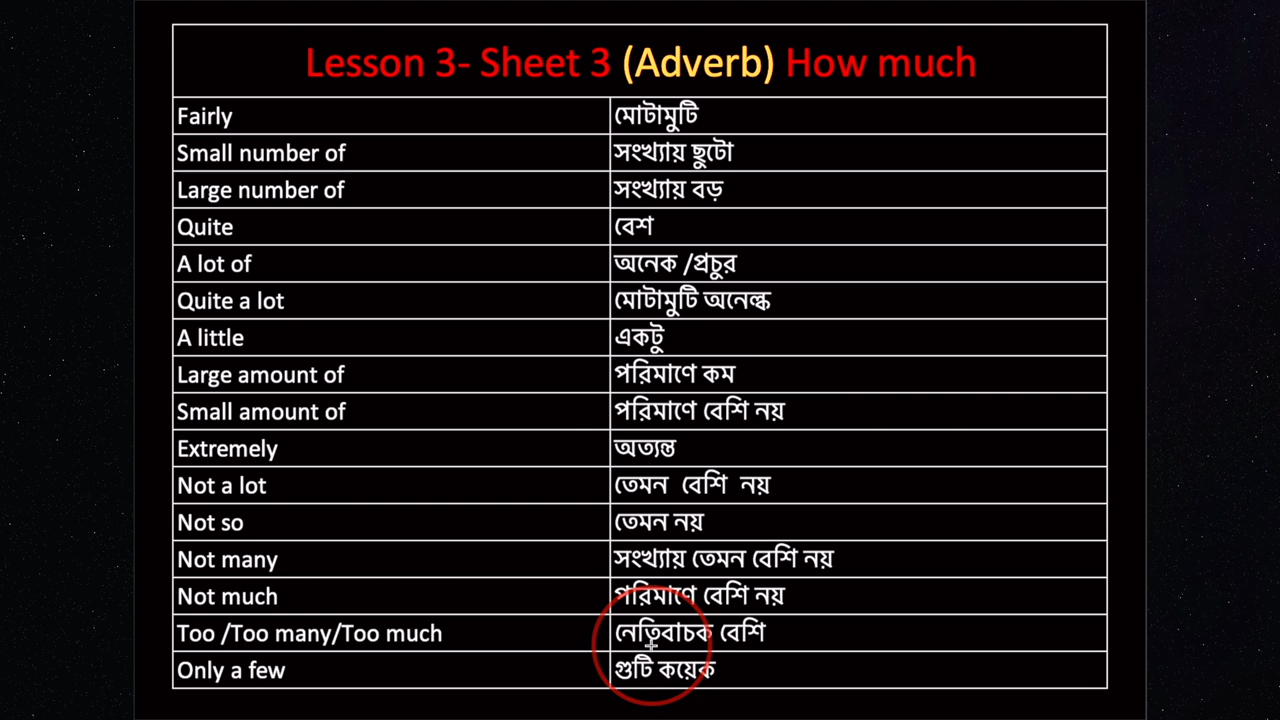 Lesson 3- Sheet 3 (Adverb) How much
Fairly মোটামুটি
Small number of সংখ্যায় ছুটো
Large number of সংখ্যায় বড়
Quite বেশ
A lot of অনেক /প্রচুর
Quite a lot মোটামুটি অনেল্ক
A little একটু
Large amount of পরিমাণে কম
Small amount of পরিমাণে বেশি নয়
Extremely অত্যন্ত
Not a lot তেমন বেশি নয়
Not so তেমন নয়
Not many সংখ্যায় তেমন বেশি নয়
Not much পরিমাণে বেশি নয়
Too /Too many/Too much নেতিবাচক বেশি
Only a few গুটি কয়েক